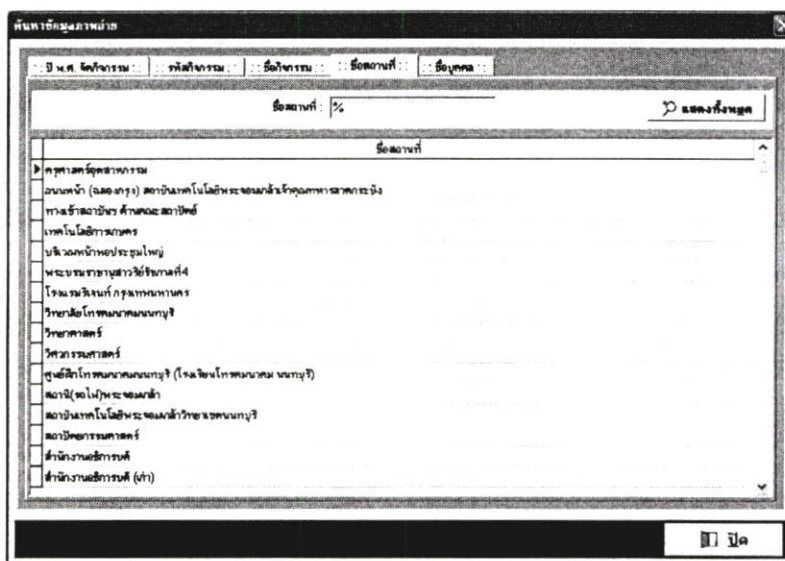 ค้นหาข้อมูลภาพถ่าย
:: ปี พ.ศ. จัดกิจกรรม :: :: รหัสกิจกรรม :: :: ชื่อกิจกรรม :: :: ชื่อสถานที่ :: :: ชื่อบุคคล ::
ชื่อสถานที่ : % แสดงทั้งหมด
ชื่อสถานที่
ครุศาสตร์อุตสาหกรรม
ถนนหน้า (ฉลองกรุง) สถาบันเทคโนโลยีพระจอมเกล้าเจ้าคุณทหารลาดกระบัง
ทางเข้าสถาบันฯ ด้านคณะสถาปัตย์
เทคโนโลยีการเกษตร
บริเวณหน้าหอประชุมใหญ่
พระบรมราชานุสาวรีย์รัชกาลที่4
โรงแรมรีเจนท์ กรุงเทพมหานคร
วิทยาลัยโทรคมนาคมนนทบุรี
วิทยาศาสตร์
วิศวกรรมศาสตร์
ศูนย์ฝึกโทรคมนาคมนนทบุรี (โรงเรียนโทรคมนาคม นนทบุรี)
สถานี(รถไฟ)พระจอมเกล้า
สถาบันเทคโนโลยีพระจอมเกล้าวิทยาเขตนนทบุรี
สถาปัตยกรรมศาสตร์
สำนักงานอธิการบดี
สำนักงานอธิการบดี (เก่า)
ปิด